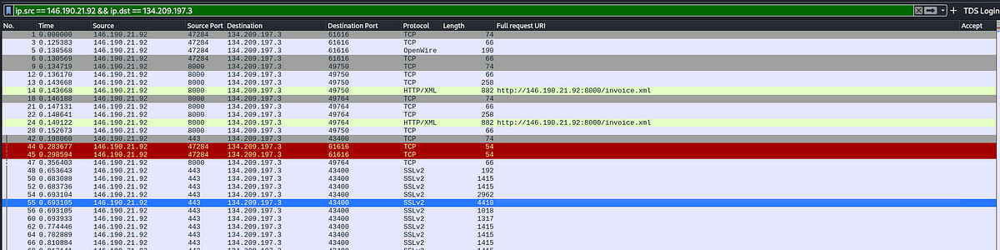 ip.src == 146.190.21.92 && ip.dst == 134.209.197.3 + TDS Login
No. Time Source Source Port Destination Destination Port Protocol Length Full request URI Accept
1 0.000000 146.190.21.92 47284 134.209.197.3 61616 TCP 74
3 0.125383 146.190.21.92 47284 134.209.197.3 61616 TCP 66
5 0.130568 146.190.21.92 47284 134.209.197.3 61616 OpenWire 190
6 0.130569 146.190.21.92 47284 134.209.197.3 61616 TCP 66
9 0.134719 146.190.21.92 8000 134.209.197.3 49750 TCP 74
12 0.136170 146.190.21.92 8000 134.209.197.3 49750 TCP 66
13 0.143668 146.190.21.92 8000 134.209.197.3 49750 TCP 258
14 0.143668 146.190.21.92 8000 134.209.197.3 49750 HTTP/XML 882 http://146.190.21.92:8000/invoice.xml
18 0.146188 146.190.21.92 8000 134.209.197.3 49764 TCP 74
21 0.147131 146.190.21.92 8000 134.209.197.3 49764 TCP 66
22 0.148641 146.190.21.92 8000 134.209.197.3 49764 TCP 258
24 0.149122 146.190.21.92 8000 134.209.197.3 49764 HTTP/XML 882 http://146.190.21.92:8000/invoice.xml
28 0.152673 146.190.21.92 8000 134.209.197.3 49750 TCP 66
42 0.198060 146.190.21.92 443 134.209.197.3 43400 TCP 74
44 0.283677 146.190.21.92 47284 134.209.197.3 61616 TCP 54
45 0.298594 146.190.21.92 47284 134.209.197.3 61616 TCP 54
47 0.356403 146.190.21.92 8000 134.209.197.3 49764 TCP 66
48 0.653643 146.190.21.92 443 134.209.197.3 43400 SSLv2 192
50 0.683088 146.190.21.92 443 134.209.197.3 43400 SSLv2 1415
52 0.683736 146.190.21.92 443 134.209.197.3 43400 SSLv2 1415
54 0.693104 146.190.21.92 443 134.209.197.3 43400 SSLv2 2962
55 0.693105 146.190.21.92 443 134.209.197.3 43400 SSLv2 4410
56 0.693105 146.190.21.92 443 134.209.197.3 43400 SSLv2 1018
60 0.693933 146.190.21.92 443 134.209.197.3 43400 SSLv2 1317
62 0.774446 146.190.21.92 443 134.209.197.3 43400 SSLv2 1415
64 0.782889 146.190.21.92 443 134.209.197.3 43400 SSLv2 1415
66 0.810884 146.190.21.92 443 134.209.197.3 43400 SSLv2 1415